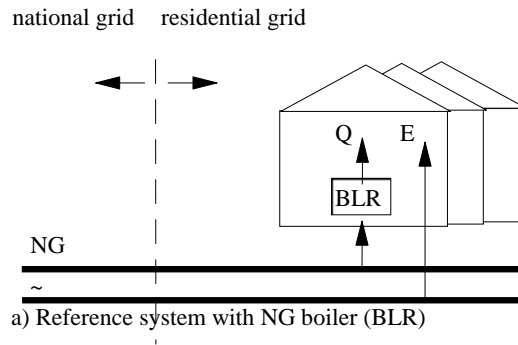 national grid residential grid
Q E
BLR
NG
~
a) Reference system with NG boiler (BLR)